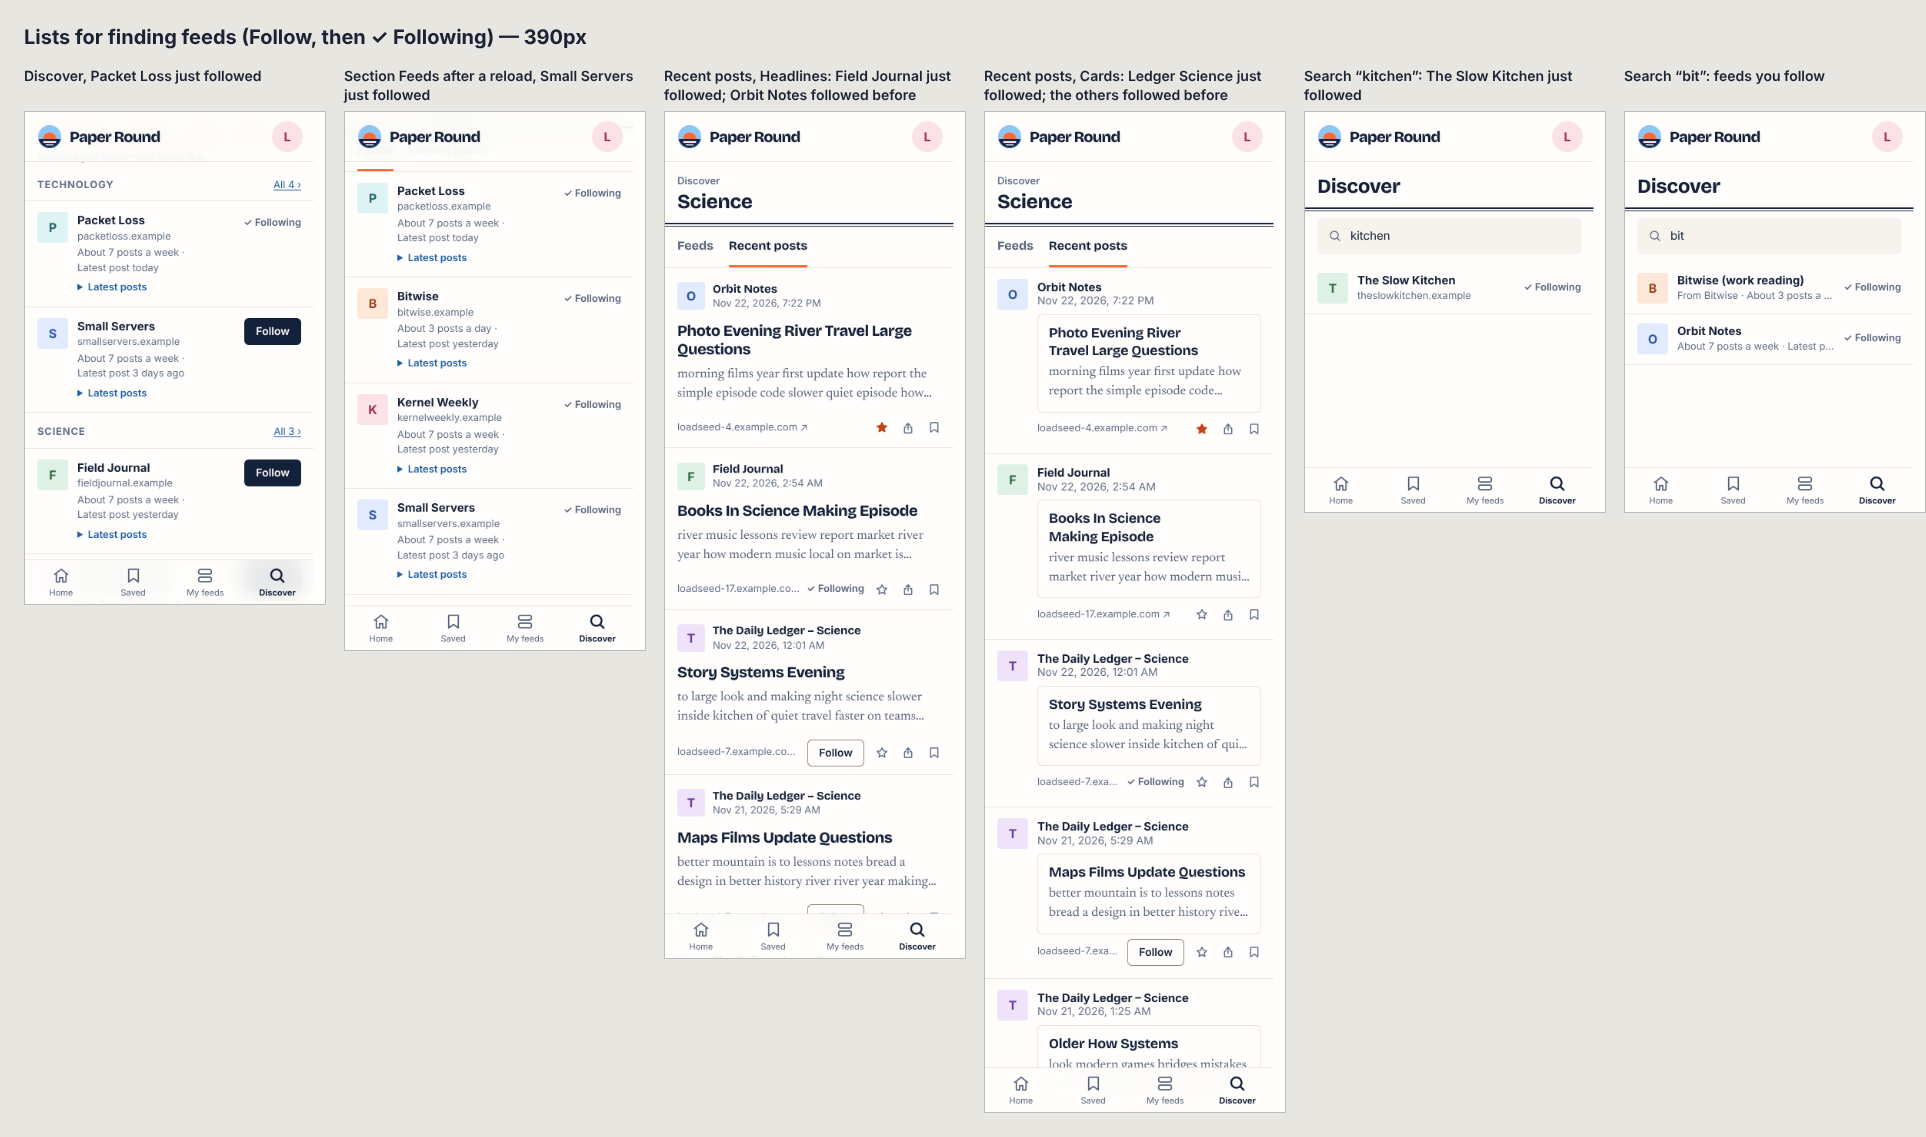 Lists for finding feeds (Follow, then ✓ Following) — 390px
Discover, Packet Loss just followed
Paper Round
L
TECHNOLOGY
All 4 ›
P
Packet Loss
✓ Following
packetloss.example
About 7 posts a week ·
Latest post today
▶ Latest posts
S
Small Servers
Follow
smallservers.example
About 7 posts a week ·
Latest post 3 days ago
▶ Latest posts
SCIENCE
All 3 ›
F
Field Journal
Follow
fieldjournal.example
About 7 posts a week ·
Latest post yesterday
▶ Latest posts
Home
Saved
My feeds
Discover
Section Feeds after a reload, Small Servers
just followed
Paper Round
L
P
Packet Loss
✓ Following
packetloss.example
About 7 posts a week ·
Latest post today
▶ Latest posts
B
Bitwise
✓ Following
bitwise.example
About 3 posts a day ·
Latest post yesterday
▶ Latest posts
K
Kernel Weekly
✓ Following
kernelweekly.example
About 7 posts a week ·
Latest post yesterday
▶ Latest posts
S
Small Servers
✓ Following
smallservers.example
About 7 posts a week ·
Latest post 3 days ago
▶ Latest posts
Home
Saved
My feeds
Discover
Recent posts, Headlines: Field Journal just
followed; Orbit Notes followed before
Paper Round
L
Discover
Science
Feeds
Recent posts
O
Orbit Notes
Nov 22, 2026, 7:22 PM
Photo Evening River Travel Large
Questions
morning films year first update how report the
simple episode code slower quiet episode how...
loadseed-4.example.com ↗
F
Field Journal
Nov 22, 2026, 2:54 AM
Books In Science Making Episode
river music lessons review report market river
year how modern music local on market is...
loadseed-17.example.co...
✓ Following
T
The Daily Ledger – Science
Nov 22, 2026, 12:01 AM
Story Systems Evening
to large look and making night science slower
inside kitchen of quiet travel faster on teams...
loadseed-7.example.co...
Follow
T
The Daily Ledger – Science
Nov 21, 2026, 5:29 AM
Maps Films Update Questions
better mountain is to lessons notes bread a
design in better history river river year making...
Home
Saved
My feeds
Discover
Recent posts, Cards: Ledger Science just
followed; the others followed before
Paper Round
L
Discover
Science
Feeds
Recent posts
O
Orbit Notes
Nov 22, 2026, 7:22 PM
Photo Evening River
Travel Large Questions
morning films year first update how
report the simple episode code...
loadseed-4.example.com ↗
F
Field Journal
Nov 22, 2026, 2:54 AM
Books In Science
Making Episode
river music lessons review report
market river year how modern musi...
loadseed-17.example.com ↗
T
The Daily Ledger – Science
Nov 22, 2026, 12:01 AM
Story Systems Evening
to large look and making night
science slower inside kitchen of qui...
loadseed-7.exa...
✓ Following
T
The Daily Ledger – Science
Nov 21, 2026, 5:29 AM
Maps Films Update Questions
better mountain is to lessons notes
bread a design in better history rive...
loadseed-7.exa...
Follow
T
The Daily Ledger – Science
Nov 21, 2026, 1:25 AM
Older How Systems
look modern games bridges mistakes
Home
Saved
My feeds
Discover
Search “kitchen”: The Slow Kitchen just
followed
Paper Round
L
Discover
kitchen
T
The Slow Kitchen
✓ Following
theslowkitchen.example
Home
Saved
My feeds
Discover
Search “bit”: feeds you follow
Paper Round
L
Discover
bit
B
Bitwise (work reading)
✓ Following
From Bitwise · About 3 posts a ...
O
Orbit Notes
✓ Following
About 7 posts a week · Latest p...
Home
Saved
My feeds
Discover